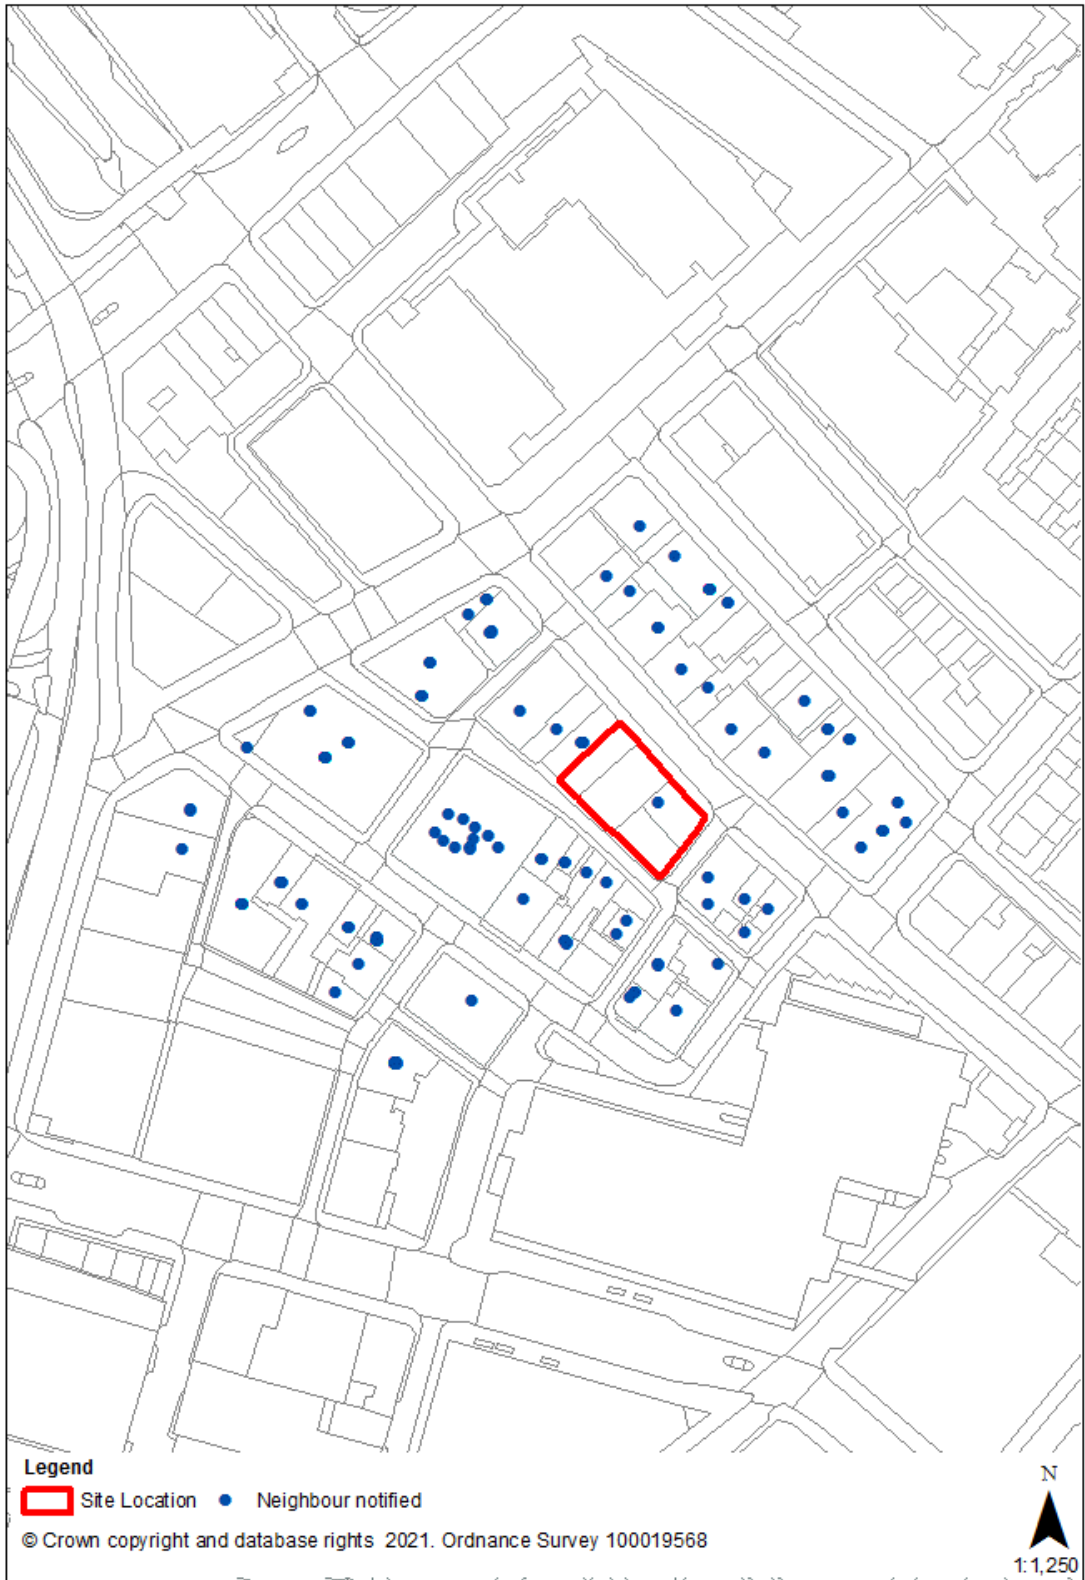 Legend
Site Location Neighbour notified
© Crown copyright and database rights 2021. Ordnance Survey 100019568
N
1:1,250